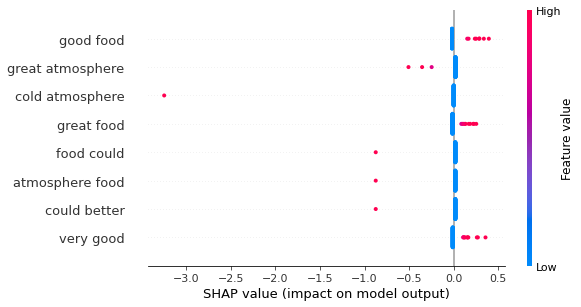 High
good food
great atmosphere
cold atmosphere
great food
food could
atmosphere food
could better
very good
Feature value
Low
−3.0 −2.5 −2.0 −1.5 −1.0 −0.5 0.0 0.5
SHAP value (impact on model output)